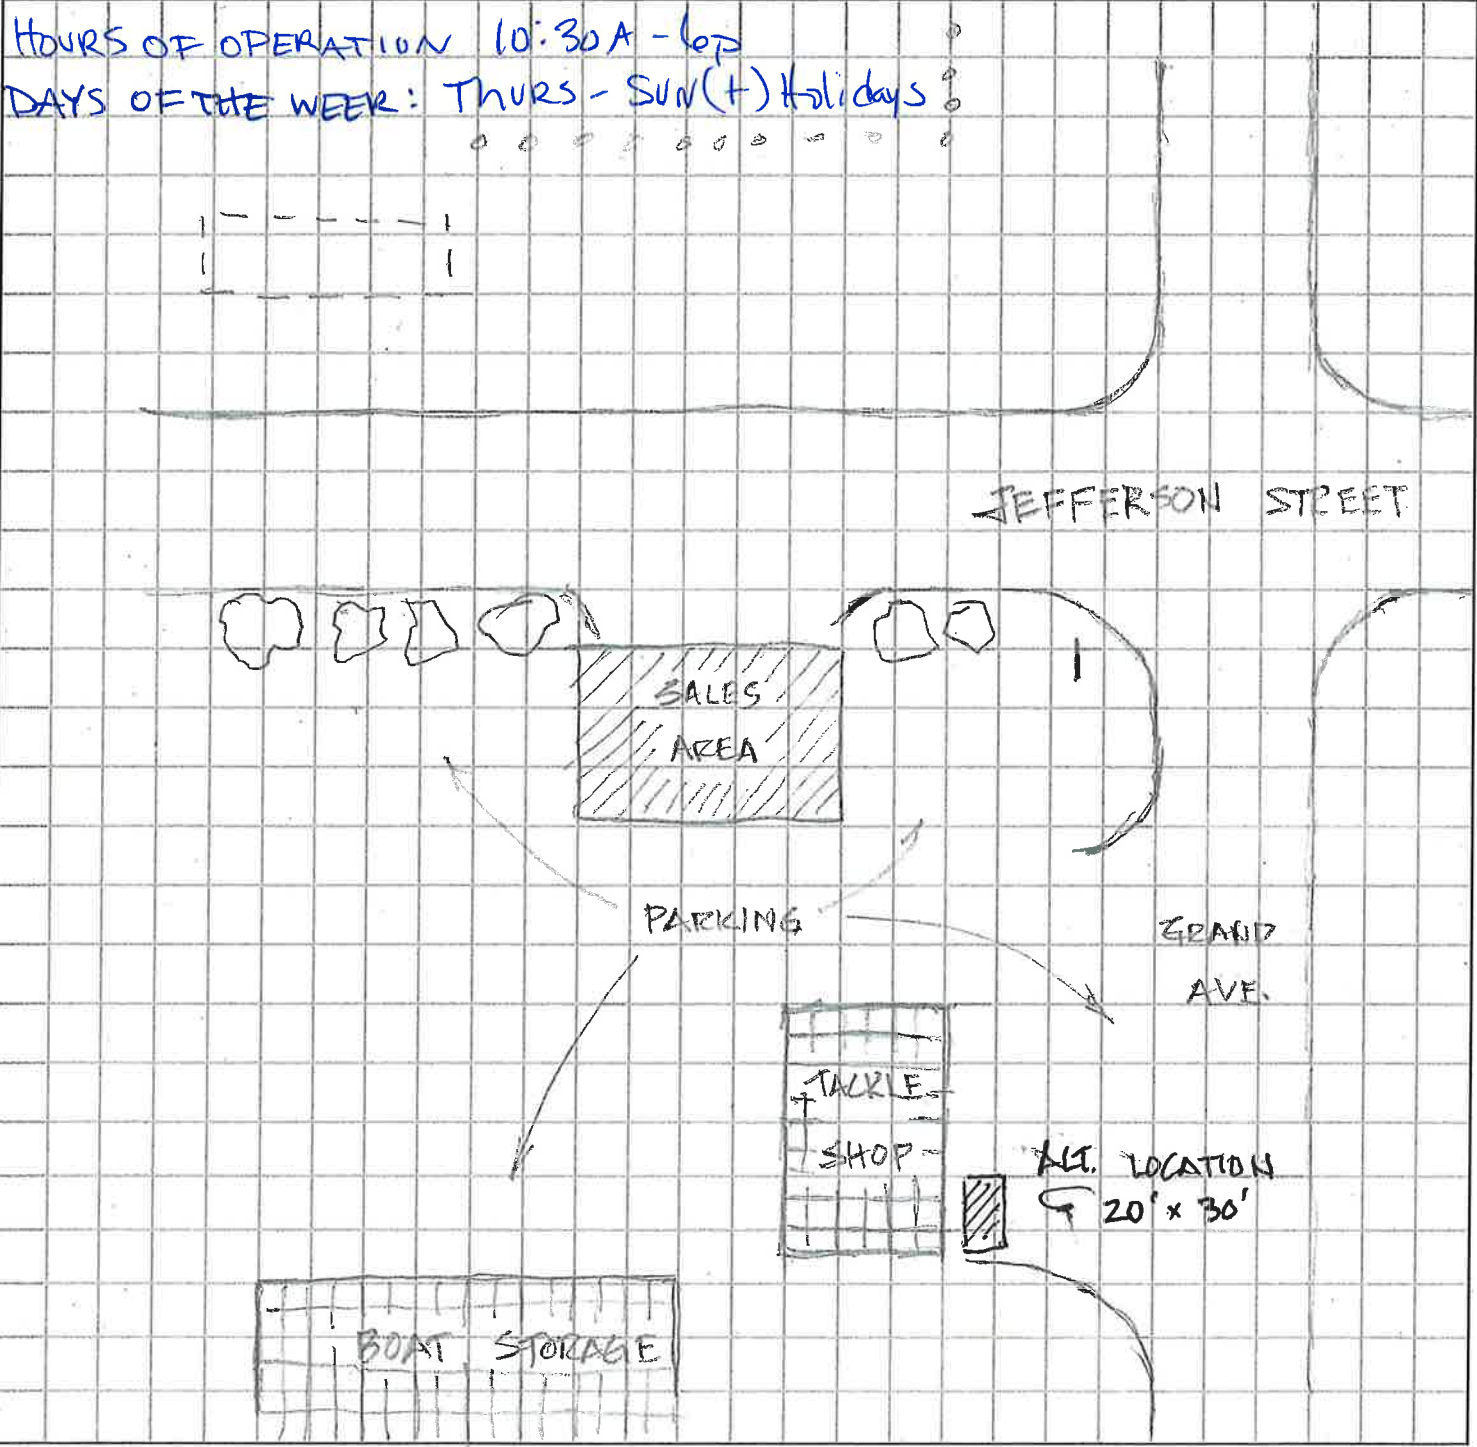 HOURS OF OPERATION 10:30A - 6p
DAYS OF THE WEEK: THURS - SUN(+) Holidays
JEFFERSON STREET
SALES
AREA
PARKING
GRAND
AVE.
TACKLE
SHOP
ALT. LOCATION
20' x 30'
BOAT STORAGE